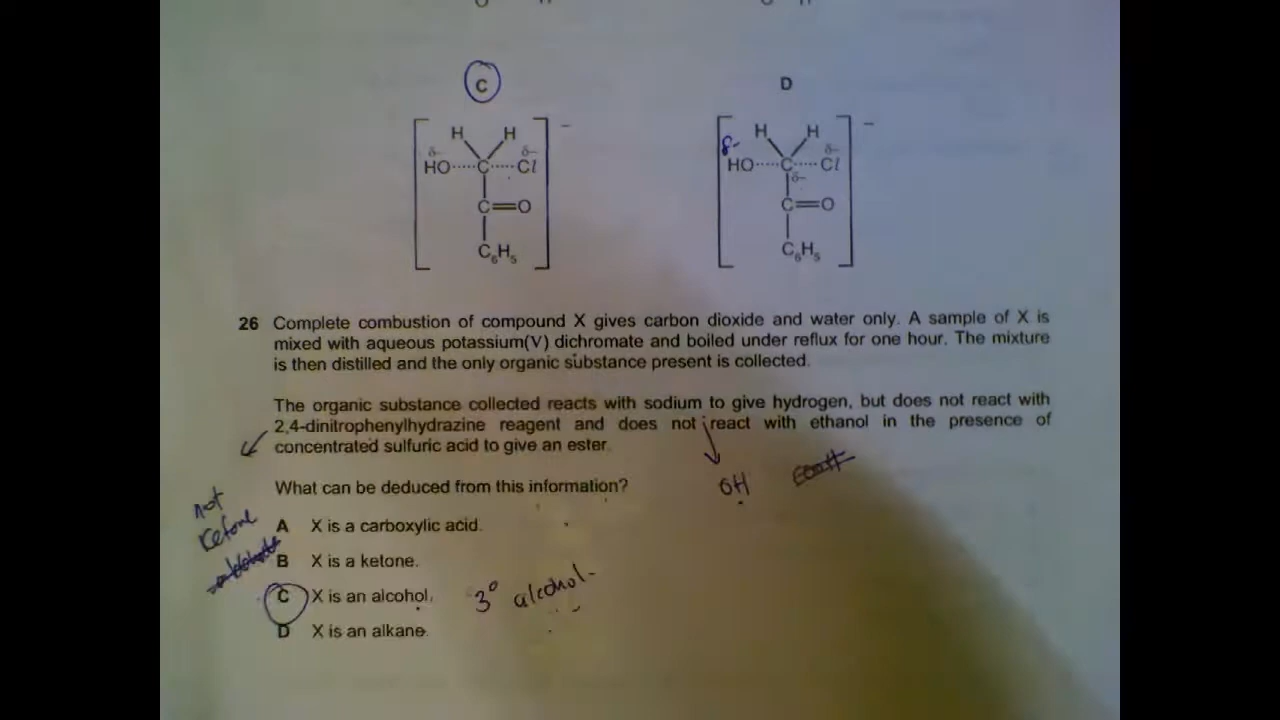 C
D
H H
δ- δ-
HO C Cl
C O
C6H5
–
H H
δ- δ-
HO C Cl
δ-
C O
C6H5
–
26 Complete combustion of compound X gives carbon dioxide and water only. A sample of X is
mixed with aqueous potassium(V) dichromate and boiled under reflux for one hour. The mixture
is then distilled and the only organic substance present is collected.
The organic substance collected reacts with sodium to give hydrogen, but does not react with
2,4-dinitrophenylhydrazine reagent and does not react with ethanol in the presence of
concentrated sulfuric acid to give an ester.
What can be deduced from this information?
OH
not
Ketone
A X is a carboxylic acid.
B X is a ketone.
C X is an alcohol. 3° alcohol.
D X is an alkane.